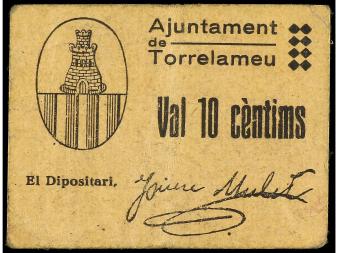 Ajuntament
de
Torrelameu
Val 10 cèntims
El Dipositari,